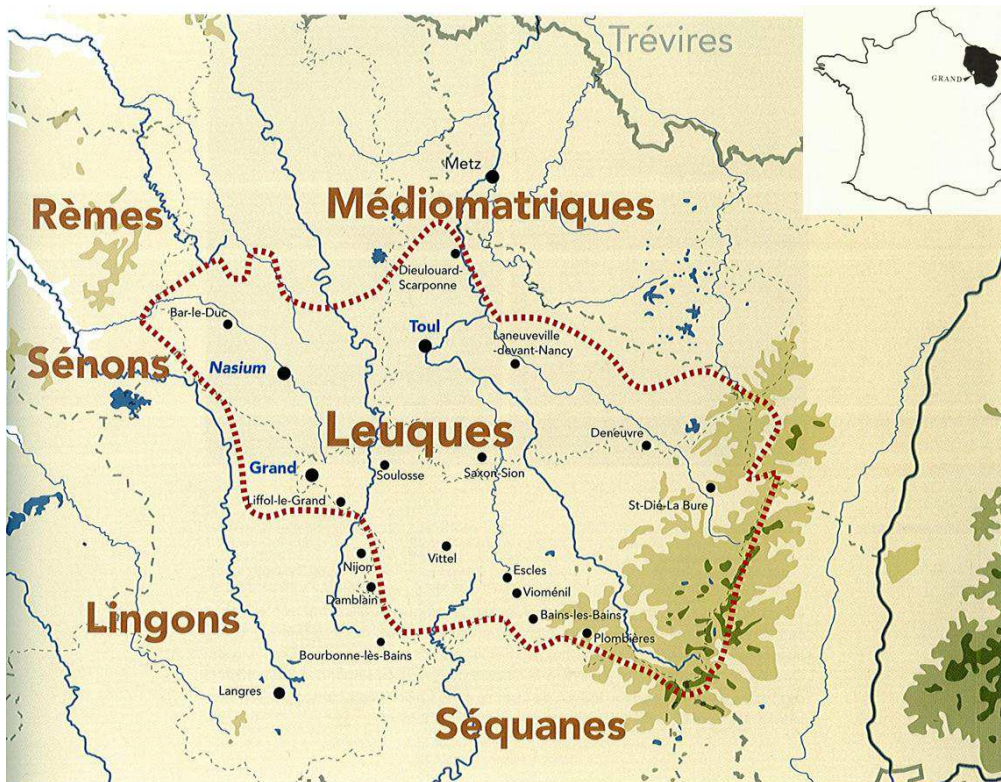 Trévires
GRAND
Metz
Rèmes
Médiomatriques
Dieulouard-
Scarponne
Bar-le-Duc
Toul
Laneuveville
-devant-Nancy
Sénons
Nasium
Leuques
Deneuvre
Grand
Soulosse
Saxon-Sion
Liffol-le-Grand
St-Dié-La Bure
Nijon
Vittel
Escles
Damblain
Vioménil
Lingons
Bains-les-Bains
Plombières
Bourbonne-lès-Bains
Langres
Séquanes